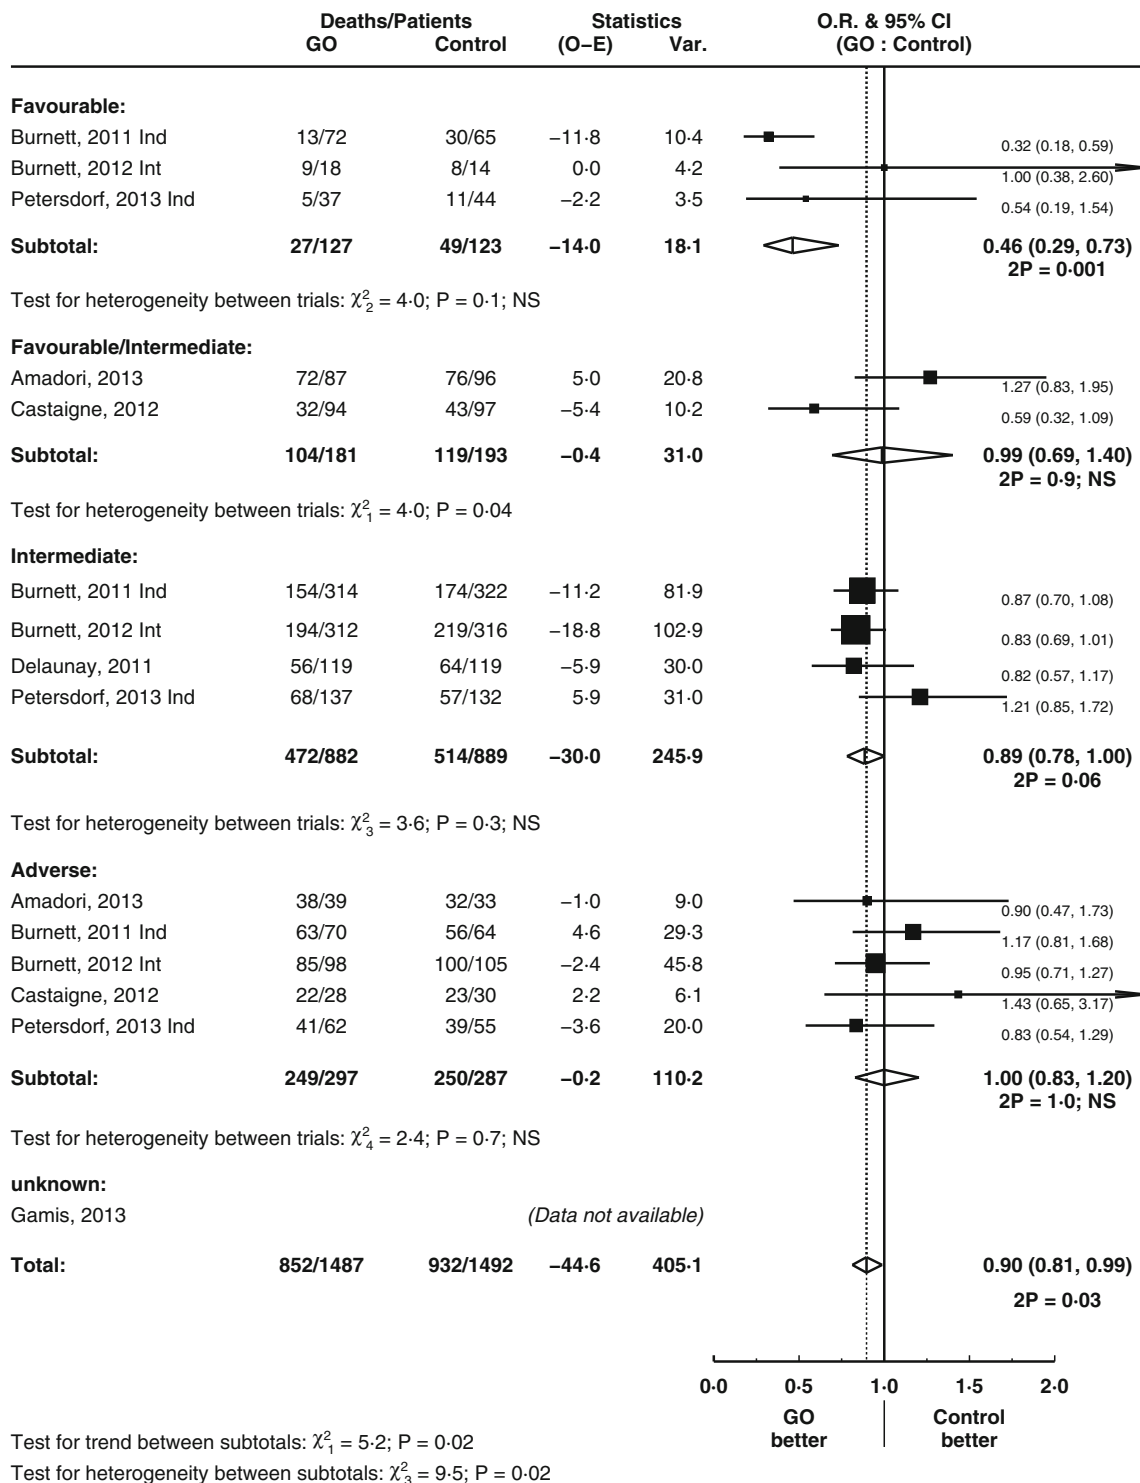 Deaths/Patients Statistics O.R. & 95% CI
GO Control (O–E) Var. (GO : Control)
Favourable:
Burnett, 2011 Ind 13/72 30/65 –11·8 10·4 0·32 (0·18, 0·59)
Burnett, 2012 Int 9/18 8/14 0·0 4·2 1·00 (0·38, 2·60)
Petersdorf, 2013 Ind 5/37 11/44 –2·2 3·5 0·54 (0·19, 1·54)
Subtotal: 27/127 49/123 –14·0 18·1 0·46 (0·29, 0·73)
2P = 0·001
Test for heterogeneity between trials: χ²₂ = 4·0; P = 0·1; NS
Favourable/Intermediate:
Amadori, 2013 72/87 76/96 5·0 20·8 1·27 (0·83, 1·95)
Castaigne, 2012 32/94 43/97 –5·4 10·2 0·59 (0·32, 1·09)
Subtotal: 104/181 119/193 –0·4 31·0 0·99 (0·69, 1·40)
2P = 0·9; NS
Test for heterogeneity between trials: χ²₁ = 4·0; P = 0·04
Intermediate:
Burnett, 2011 Ind 154/314 174/322 –11·2 81·9 0·87 (0·70, 1·08)
Burnett, 2012 Int 194/312 219/316 –18·8 102·9 0·83 (0·69, 1·01)
Delaunay, 2011 56/119 64/119 –5·9 30·0 0·82 (0·57, 1·17)
Petersdorf, 2013 Ind 68/137 57/132 5·9 31·0 1·21 (0·85, 1·72)
Subtotal: 472/882 514/889 –30·0 245·9 0·89 (0·78, 1·00)
2P = 0·06
Test for heterogeneity between trials: χ²₃ = 3·6; P = 0·3; NS
Adverse:
Amadori, 2013 38/39 32/33 –1·0 9·0 0·90 (0·47, 1·73)
Burnett, 2011 Ind 63/70 56/64 4·6 29·3 1·17 (0·81, 1·68)
Burnett, 2012 Int 85/98 100/105 –2·4 45·8 0·95 (0·71, 1·27)
Castaigne, 2012 22/28 23/30 2·2 6·1 1·43 (0·65, 3·17)
Petersdorf, 2013 Ind 41/62 39/55 –3·6 20·0 0·83 (0·54, 1·29)
Subtotal: 249/297 250/287 –0·2 110·2 1·00 (0·83, 1·20)
2P = 1·0; NS
Test for heterogeneity between trials: χ²₄ = 2·4; P = 0·7; NS
unknown:
Gamis, 2013 (Data not available)
Total: 852/1487 932/1492 –44·6 405·1 0·90 (0·81, 0·99)
2P = 0·03
0·0 0·5 1·0 1·5 2·0
GO Control
better better
Test for trend between subtotals: χ²₁ = 5·2; P = 0·02
Test for heterogeneity between subtotals: χ²₃ = 9·5; P = 0·02